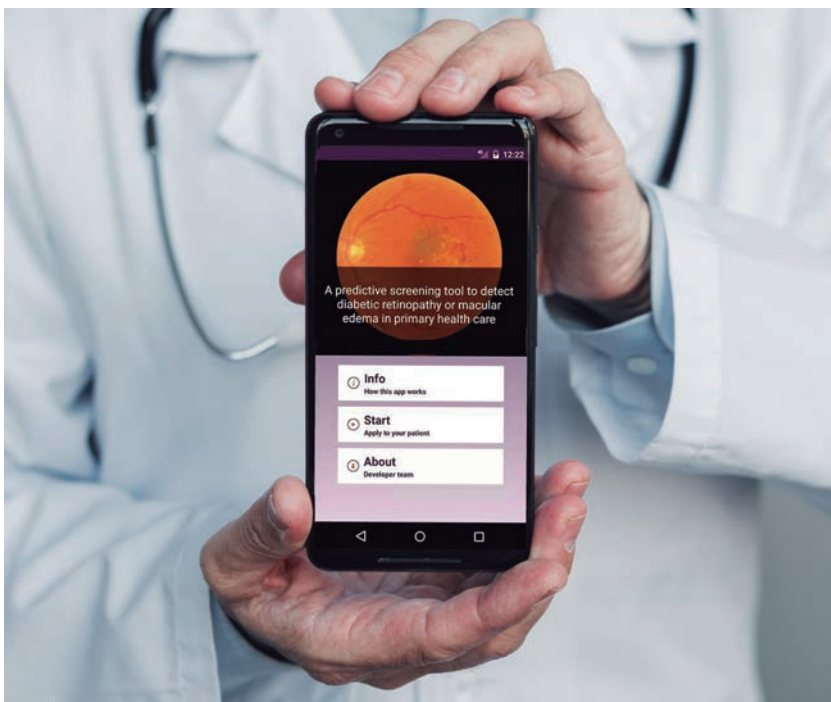 12:22
A predictive screening tool to detect
diabetic retinopathy or macular
edema in primary health care
Info
How this app works
Start
Apply to your patient
About
Developer team